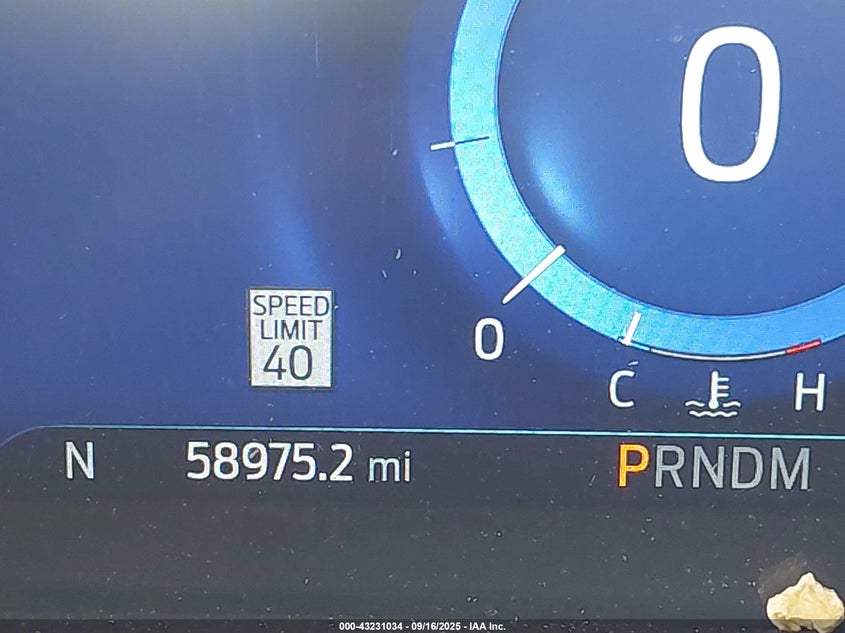 0
SPEED
LIMIT
40
0
C H
N 58975.2 mi PRNDM
000-43231034 - 09/16/2025 - IAA Inc.